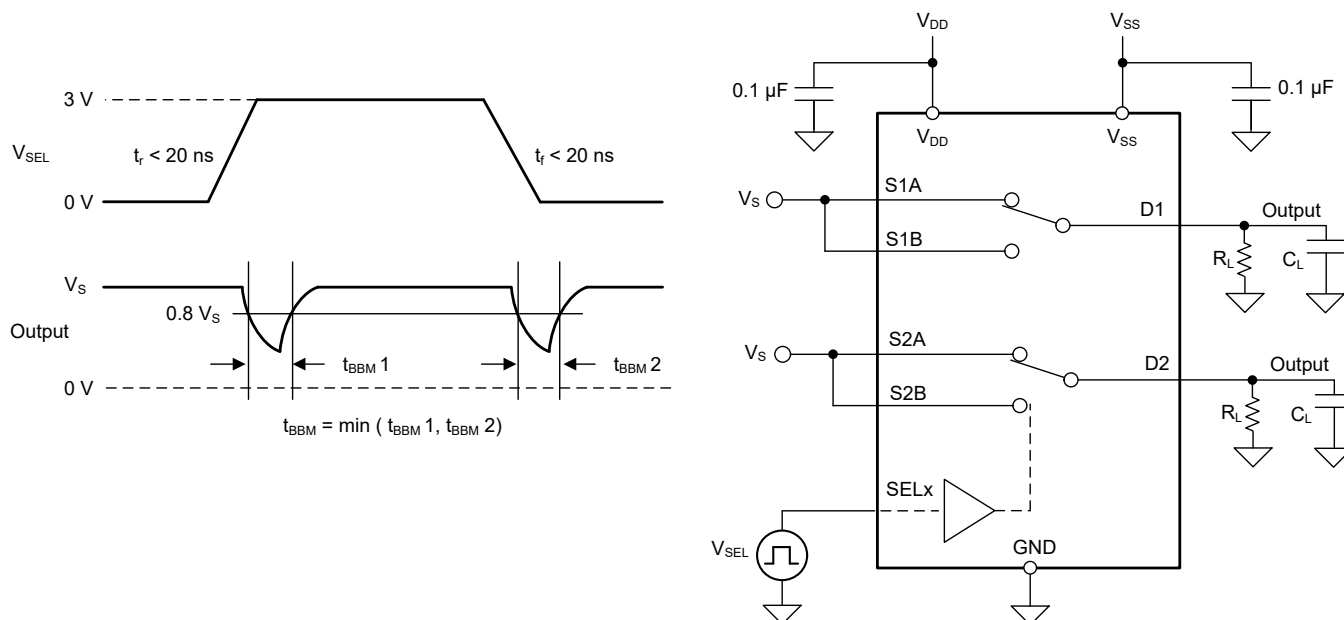 3 V
V_SEL
t_r < 20 ns
t_f < 20 ns
0 V
V_S
0.8 V_S
Output
t_BBM 1
t_BBM 2
0 V
t_BBM = min ( t_BBM 1, t_BBM 2)
V_DD
V_SS
0.1 µF
0.1 µF
V_DD
V_SS
V_S
S1A
D1
Output
S1B
R_L
C_L
V_S
S2A
D2
Output
S2B
R_L
C_L
SELx
V_SEL
GND